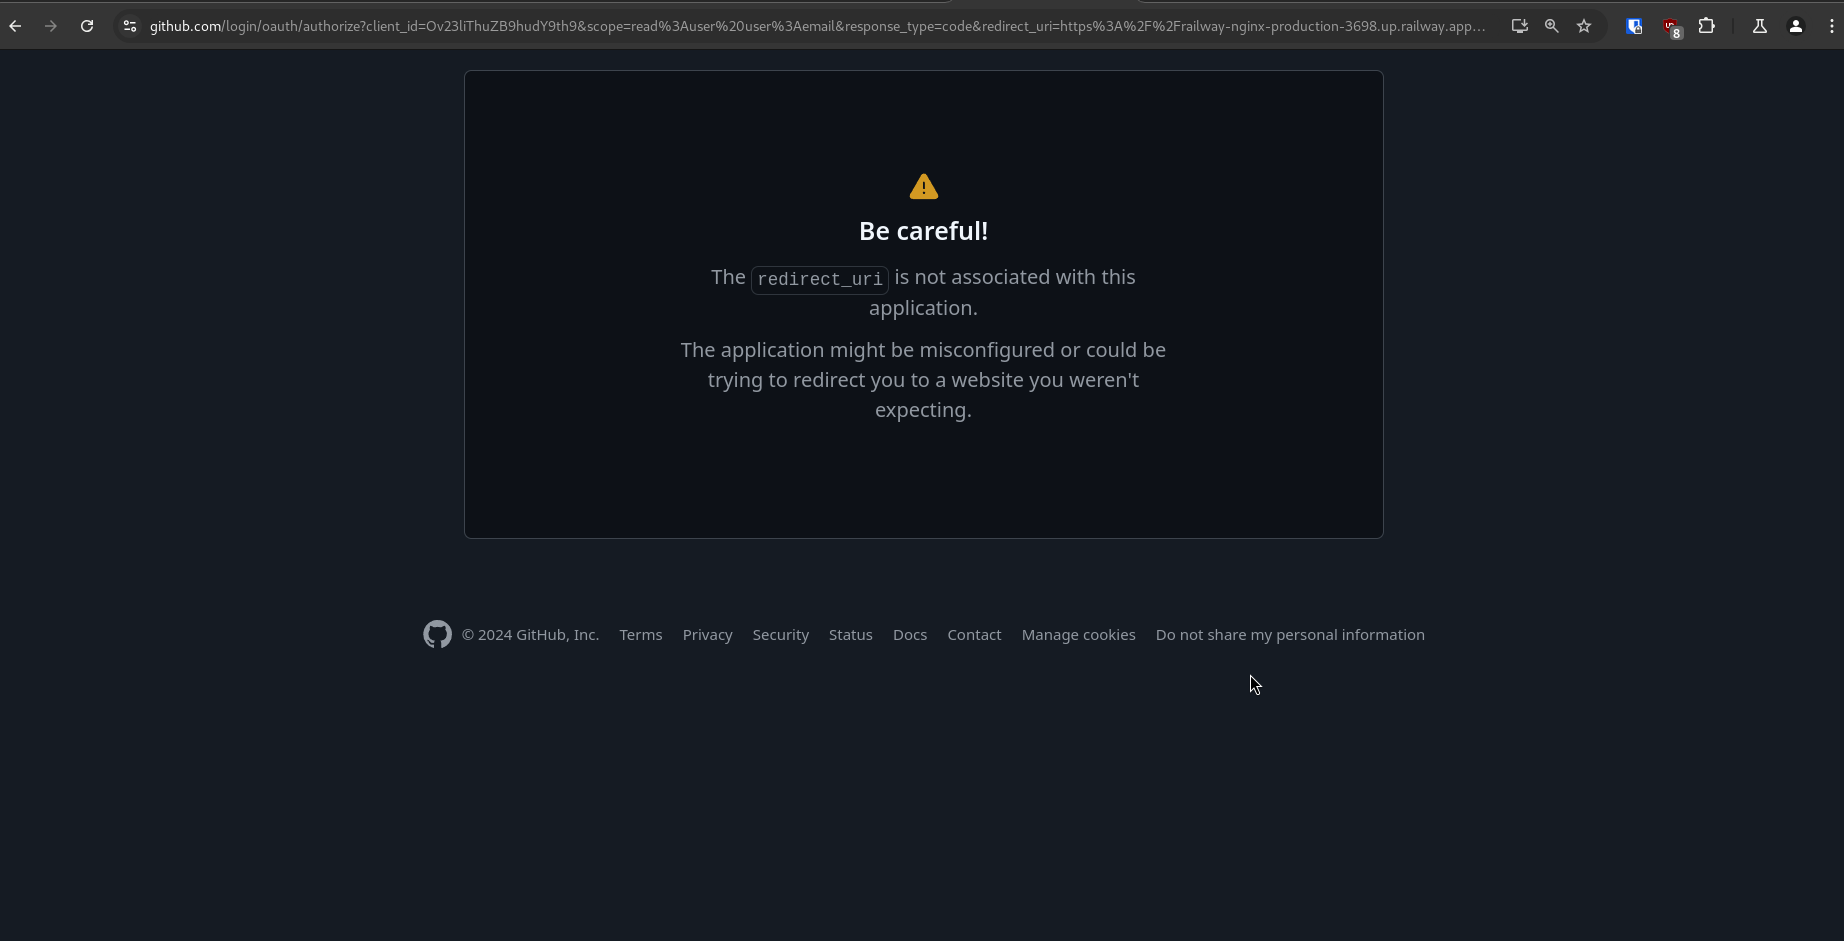 github.com/login/oauth/authorize?client_id=Ov23liThuZB9hudY9th9&scope=read%3Auser%20user%3Aemail&response_type=code&redirect_uri=https%3A%2F%2Frailway-nginx-production-3698.up.railway.app...
8
Be careful!
The redirect_uri is not associated with this
application.
The application might be misconfigured or could be
trying to redirect you to a website you weren't
expecting.
© 2024 GitHub, Inc. Terms Privacy Security Status Docs Contact Manage cookies Do not share my personal information